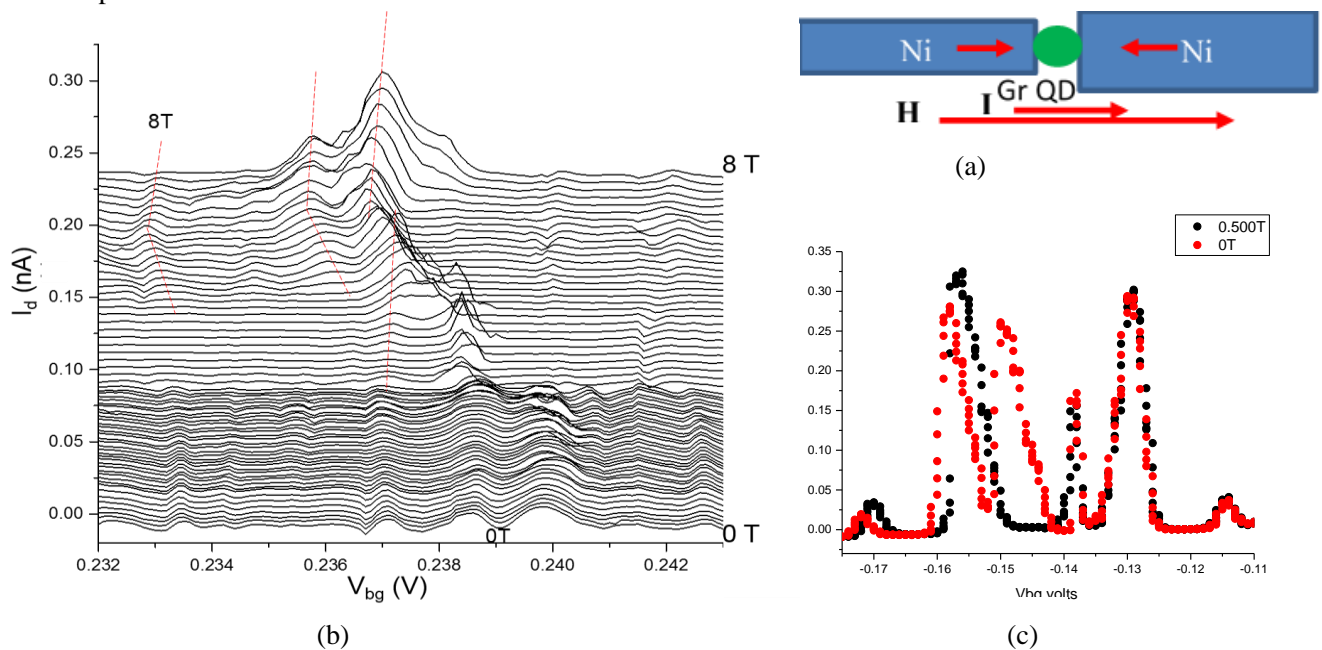 Ni
Ni
Gr QD
I
H
(a)
8T
8 T
0T
0 T
0.30
0.25
0.20
0.15
0.10
0.05
0.00
I_d (nA)
0.232
0.234
0.236
0.238
0.240
0.242
V_bg (V)
(b)
0.500T
0T
0.35
0.30
0.25
0.20
0.15
0.10
0.05
0.00
-0.17
-0.16
-0.15
-0.14
-0.13
-0.12
-0.11
Vbg volts
(c)